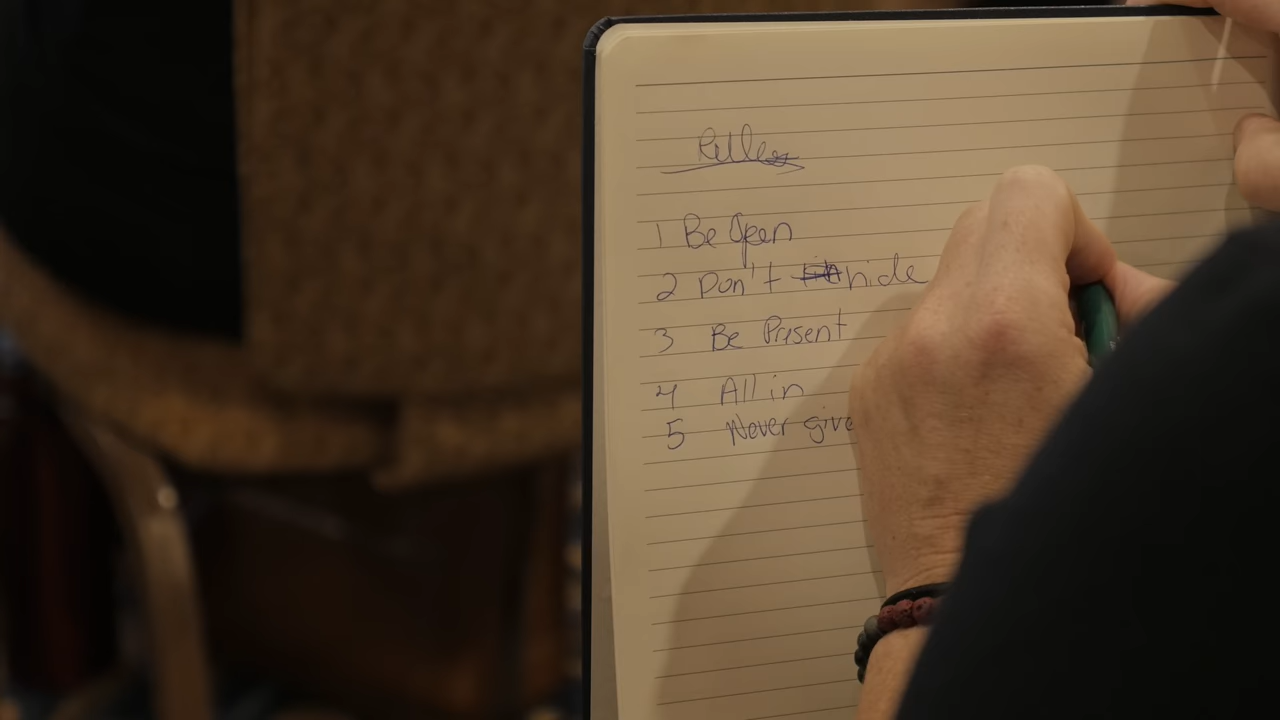 Rules
1 Be Open
2 Don't hide
3 Be Present
4 All in
5 Never give